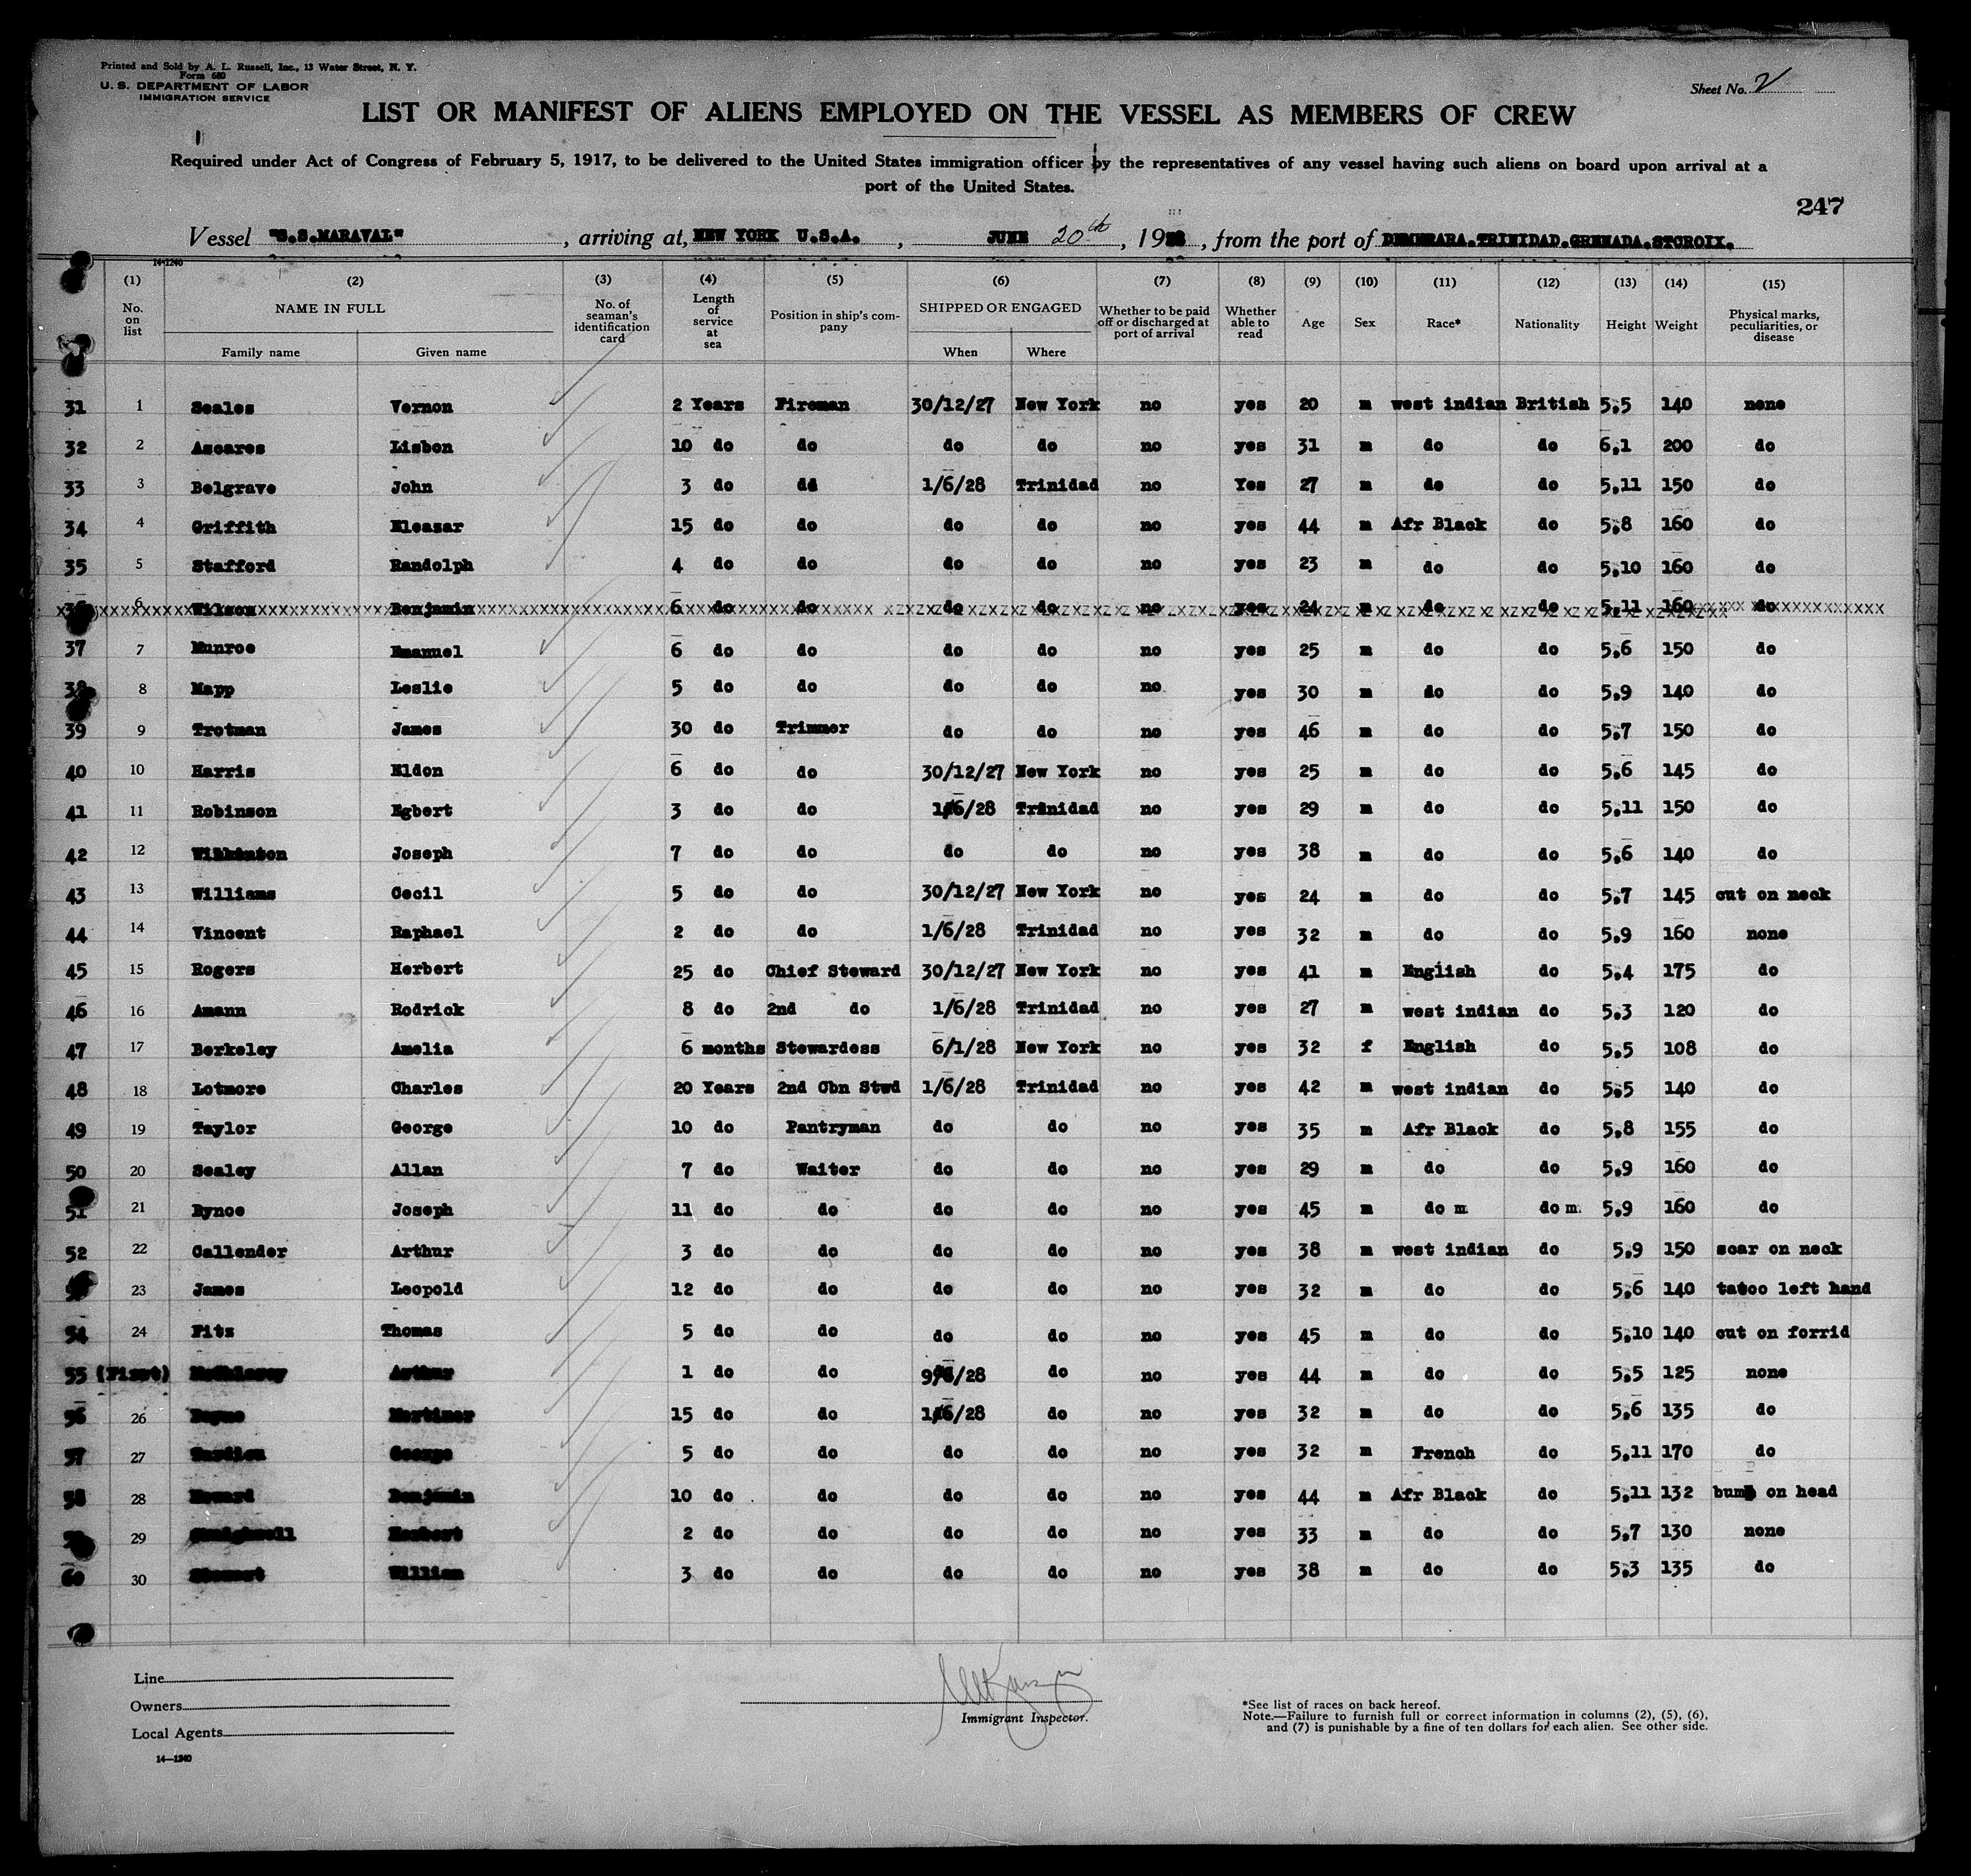 Printed and Sold by A. L. Russell, Inc., 13 Water Street, N. Y.
Form 680
U. S. DEPARTMENT OF LABOR
IMMIGRATION SERVICE
Sheet No. 2
LIST OR MANIFEST OF ALIENS EMPLOYED ON THE VESSEL AS MEMBERS OF CREW
Required under Act of Congress of February 5, 1917, to be delivered to the United States immigration officer by the representatives of any vessel having such aliens on board upon arrival at a
port of the United States.
247
Vessel "S.S.MARAVAL", arriving at, NEW YORK U.S.A., JUNE 20th, 1928, from the port of DEMERARA.TRINIDAD.GRENADA.STCROIX.
14-1240
(1) (2) (3) (4) (5) (6) (7) (8) (9) (10) (11) (12) (13) (14) (15)
No. on list NAME IN FULL No. of seaman's identification card Length of service at sea Position in ship's company SHIPPED OR ENGAGED Whether to be paid off or discharged at port of arrival Whether able to read Age Sex Race* Nationality Height Weight Physical marks, peculiarities, or disease
Family name Given name When Where
31 1 Seales Vernon 2 Years Fireman 30/12/27 New York no yes 20 m west indian British 5,5 140 none
32 2 Ascares Lisbon 10 do do do do no yes 31 m do do 6,1 200 do
33 3 Belgrave John 3 do dd 1/6/28 Trinidad no Yes 27 m do do 5,11 150 do
34 4 Griffith Eleazar 15 do do do do no yes 44 m Afr Black do 5,8 160 do
35 5 Stafford Randolph 4 do do do do no yes 23 m do do 5,10 160 do
36 6 Wilson Benjamin 6 do do do do no yes 24 m do do 5,11 160 do
37 7 Munroe Emanuel 6 do do do do no yes 25 m do do 5,6 150 do
38 8 Mapp Leslie 5 do do do do no yes 30 m do do 5,9 140 do
39 9 Trotman James 30 do Trimmer do do no yes 46 m do do 5,7 150 do
40 10 Harris Eldon 6 do do 30/12/27 New York no yes 25 m do do 5,6 145 do
41 11 Robinson Egbert 3 do do 1/6/28 Trinidad no yes 29 m do do 5,11 150 do
42 12 Wilkinson Joseph 7 do do do do no yes 38 m do do 5,6 140 do
43 13 Williams Cecil 5 do do 30/12/27 New York no yes 24 m do do 5,7 145 cut on neck
44 14 Vincent Raphael 2 do do 1/6/28 Trinidad no yes 32 m do do 5,9 160 none
45 15 Rogers Herbert 25 do Chief Steward 30/12/27 New York no yes 41 m English do 5,4 175 do
46 16 Amann Rodrick 8 do 2nd do 1/6/28 Trinidad no yes 27 m west indian do 5,3 120 do
47 17 Berkeley Amelia 6 months Stewardess 6/1/28 New York no yes 32 f English do 5,5 108 do
48 18 Lotmore Charles 20 Years 2nd Cbn Stwd 1/6/28 Trinidad no yes 42 m west indian do 5,5 140 do
49 19 Taylor George 10 do Pantryman do do no yes 35 m Afr Black do 5,8 155 do
50 20 Sealey Allan 7 do Waiter do do no yes 29 m do do 5,9 160 do
51 21 Bynoe Joseph 11 do do do do no yes 45 m do m do m. 5,9 160 do
52 22 Callender Arthur 3 do do do do no yes 38 m west indian do 5,9 150 scar on neck
23 James Leopold 12 do do do do no yes 32 m do do 5,6 140 tatoo left hand
54 24 Fitz Thomas 5 do do do do no yes 45 m do do 5,10 140 cut on forrid
55 (First) Arthur 1 do do 9/6/28 do no yes 44 m do do 5,5 125 none
56 26 Mortimer 15 do do 1/6/28 do no yes 32 m do do 5,6 135 do
57 27 George 5 do do do do no yes 32 m French do 5,11 170 do
58 28 Howard Benjamin 10 do do do do no yes 44 m Afr Black do 5,11 132 bump on head
29 Herbert 2 do do do do no yes 33 m do do 5,7 130 none
60 30 Stewart William 3 do do do do no yes 38 m do do 5,3 135 do
Line
Owners
Local Agents
14—1240
Immigrant Inspector.
*See list of races on back hereof.
Note.—Failure to furnish full or correct information in columns (2), (5), (6),
and (7) is punishable by a fine of ten dollars for each alien. See other side.